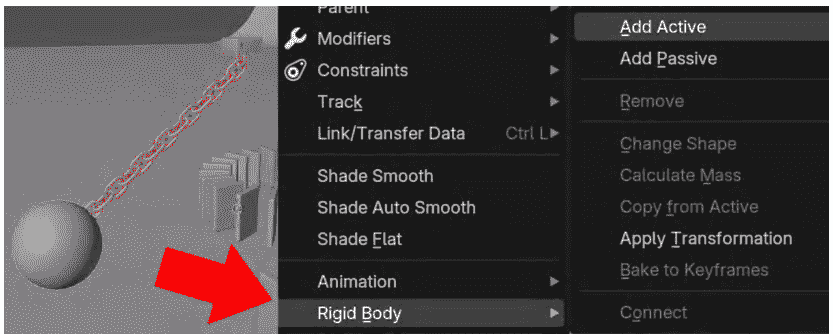 Parent
Modifiers
Constraints
Track
Link/Transfer Data Ctrl L
Shade Smooth
Shade Auto Smooth
Shade Flat
Animation
Rigid Body
Add Active
Add Passive
Remove
Change Shape
Calculate Mass
Copy from Active
Apply Transformation
Bake to Keyframes
Connect